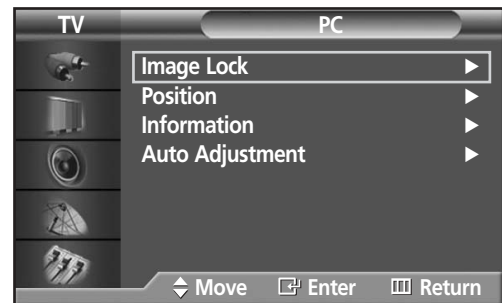 TV PC
Image Lock
Position
Information
Auto Adjustment
Move Enter Return